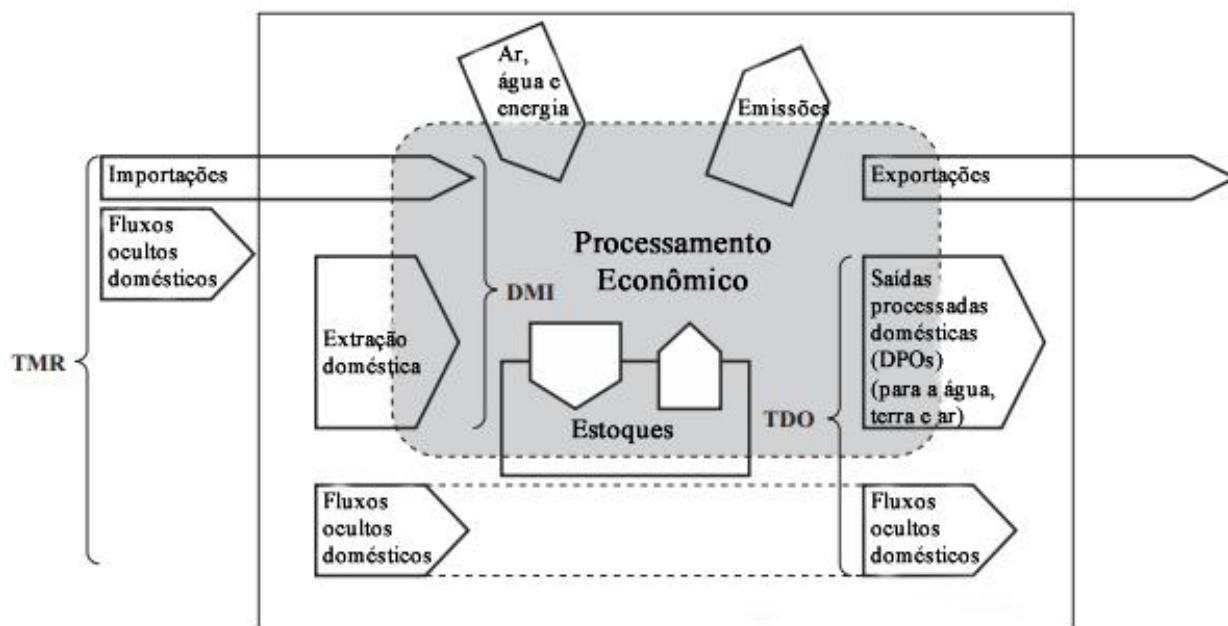 Ar,
água e
energia
Emissões
Importações
Exportações
Fluxos
ocultos
domésticos
Processamento
Econômico
DMI
Extração
doméstica
TMR
Saídas
processadas
domésticas
(DPOs)
(para a água,
terra e ar)
TDO
Estoques
Fluxos
ocultos
domésticos
Fluxos
ocultos
domésticos